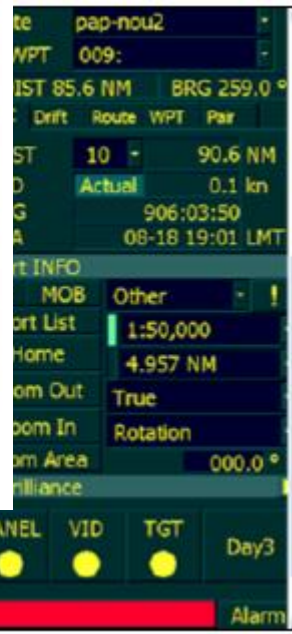 te pap-nou2
WPT 009:
IST 85.6 NM BRG 259.0 °
Drift Route WPT Pair
ST 10 90.6 NM
D Actual 0.1 kn
G 906:03:50
A 08-18 19:01 LMT
rt INFO
MOB Other !
ort List 1:50,000
Home 4.957 NM
om Out True
oom In Rotation
om Area 000.0 °
rilliance
ANEL VID TGT Day3
Alarm